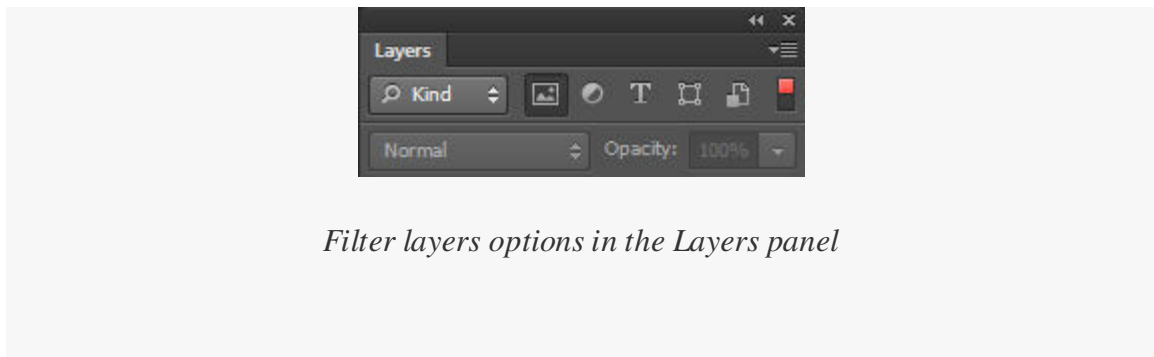 Layers
Kind T
Normal Opacity: 100%
Filter layers options in the Layers panel